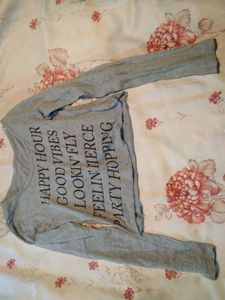 HAPPY HOUR
GOOD VIBES
LOOKIN' FLY
FEELIN' FIERCE
PARTY HOPPING